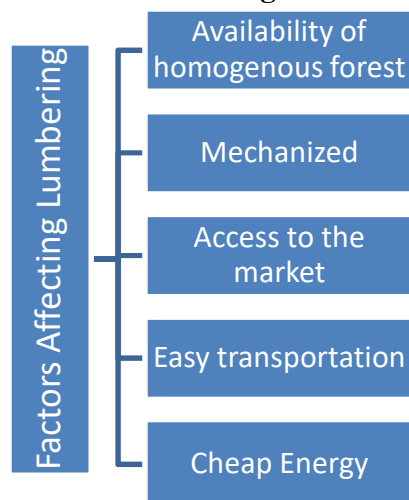 Factors Affecting Lumbering
Availability of
homogenous forest
Mechanized
Access to the
market
Easy transportation
Cheap Energy